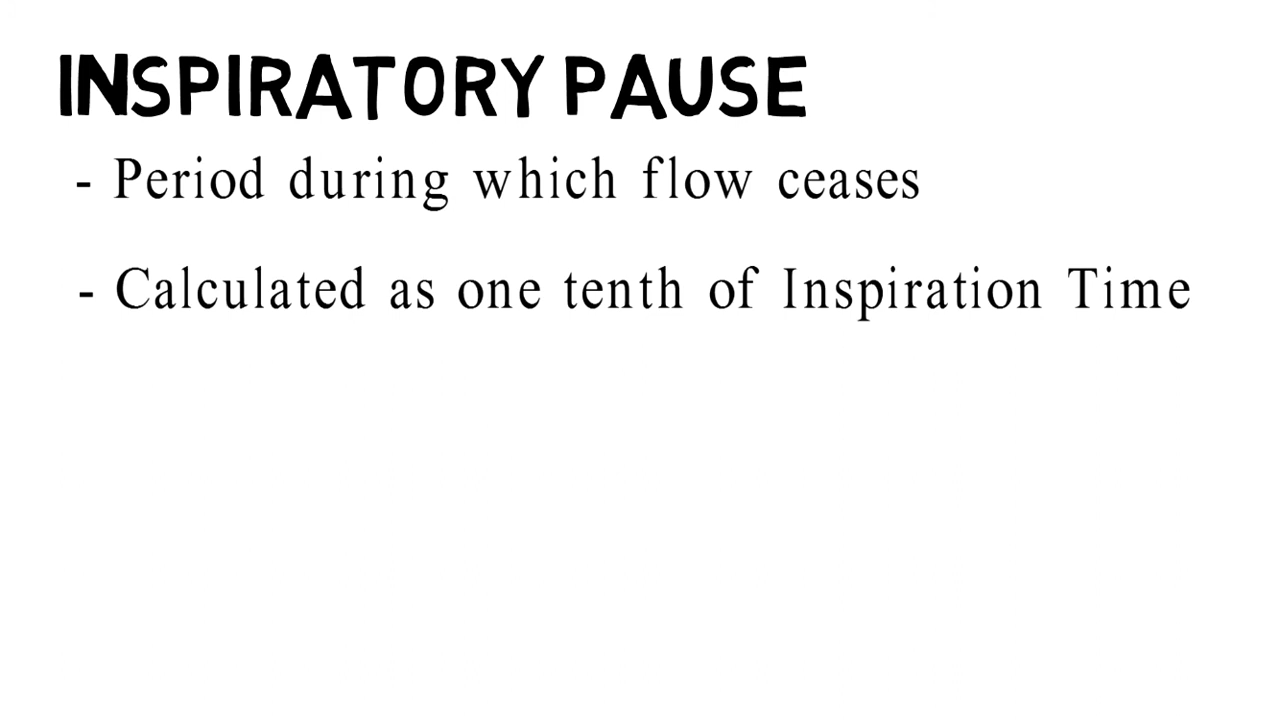 INSPIRATORY PAUSE
- Period during which flow ceases
- Calculated as one tenth of Inspiration Time